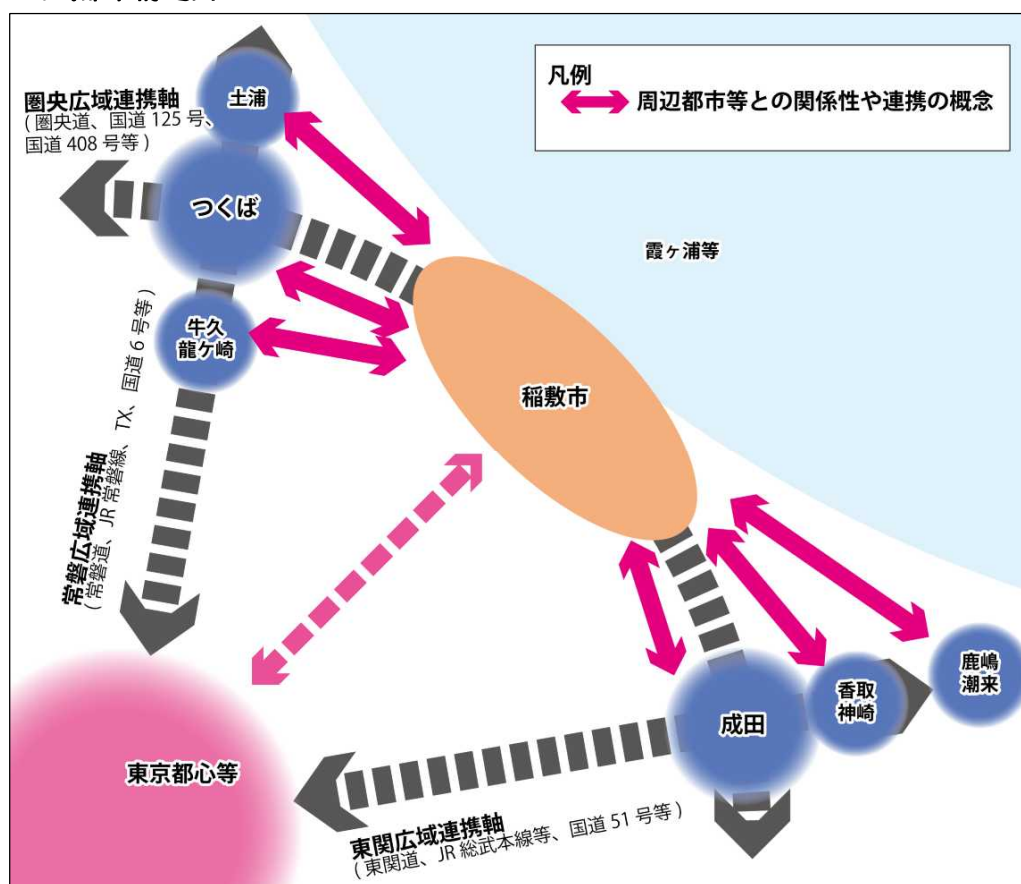 土浦
圏央広域連携軸
( 圏央道、国道 125 号、
国道 408 号等 )
凡例
周辺都市等との関係性や連携の概念
つくば
霞ヶ浦等
牛久
龍ケ崎
稲敷市
常磐広域連携軸
( 常磐道、JR 常磐線、TX、国道 6 号等 )
鹿嶋
潮来
香取
神崎
成田
東京都心等
東関広域連携軸
( 東関道、JR 総武本線等、国道 51 号等 )